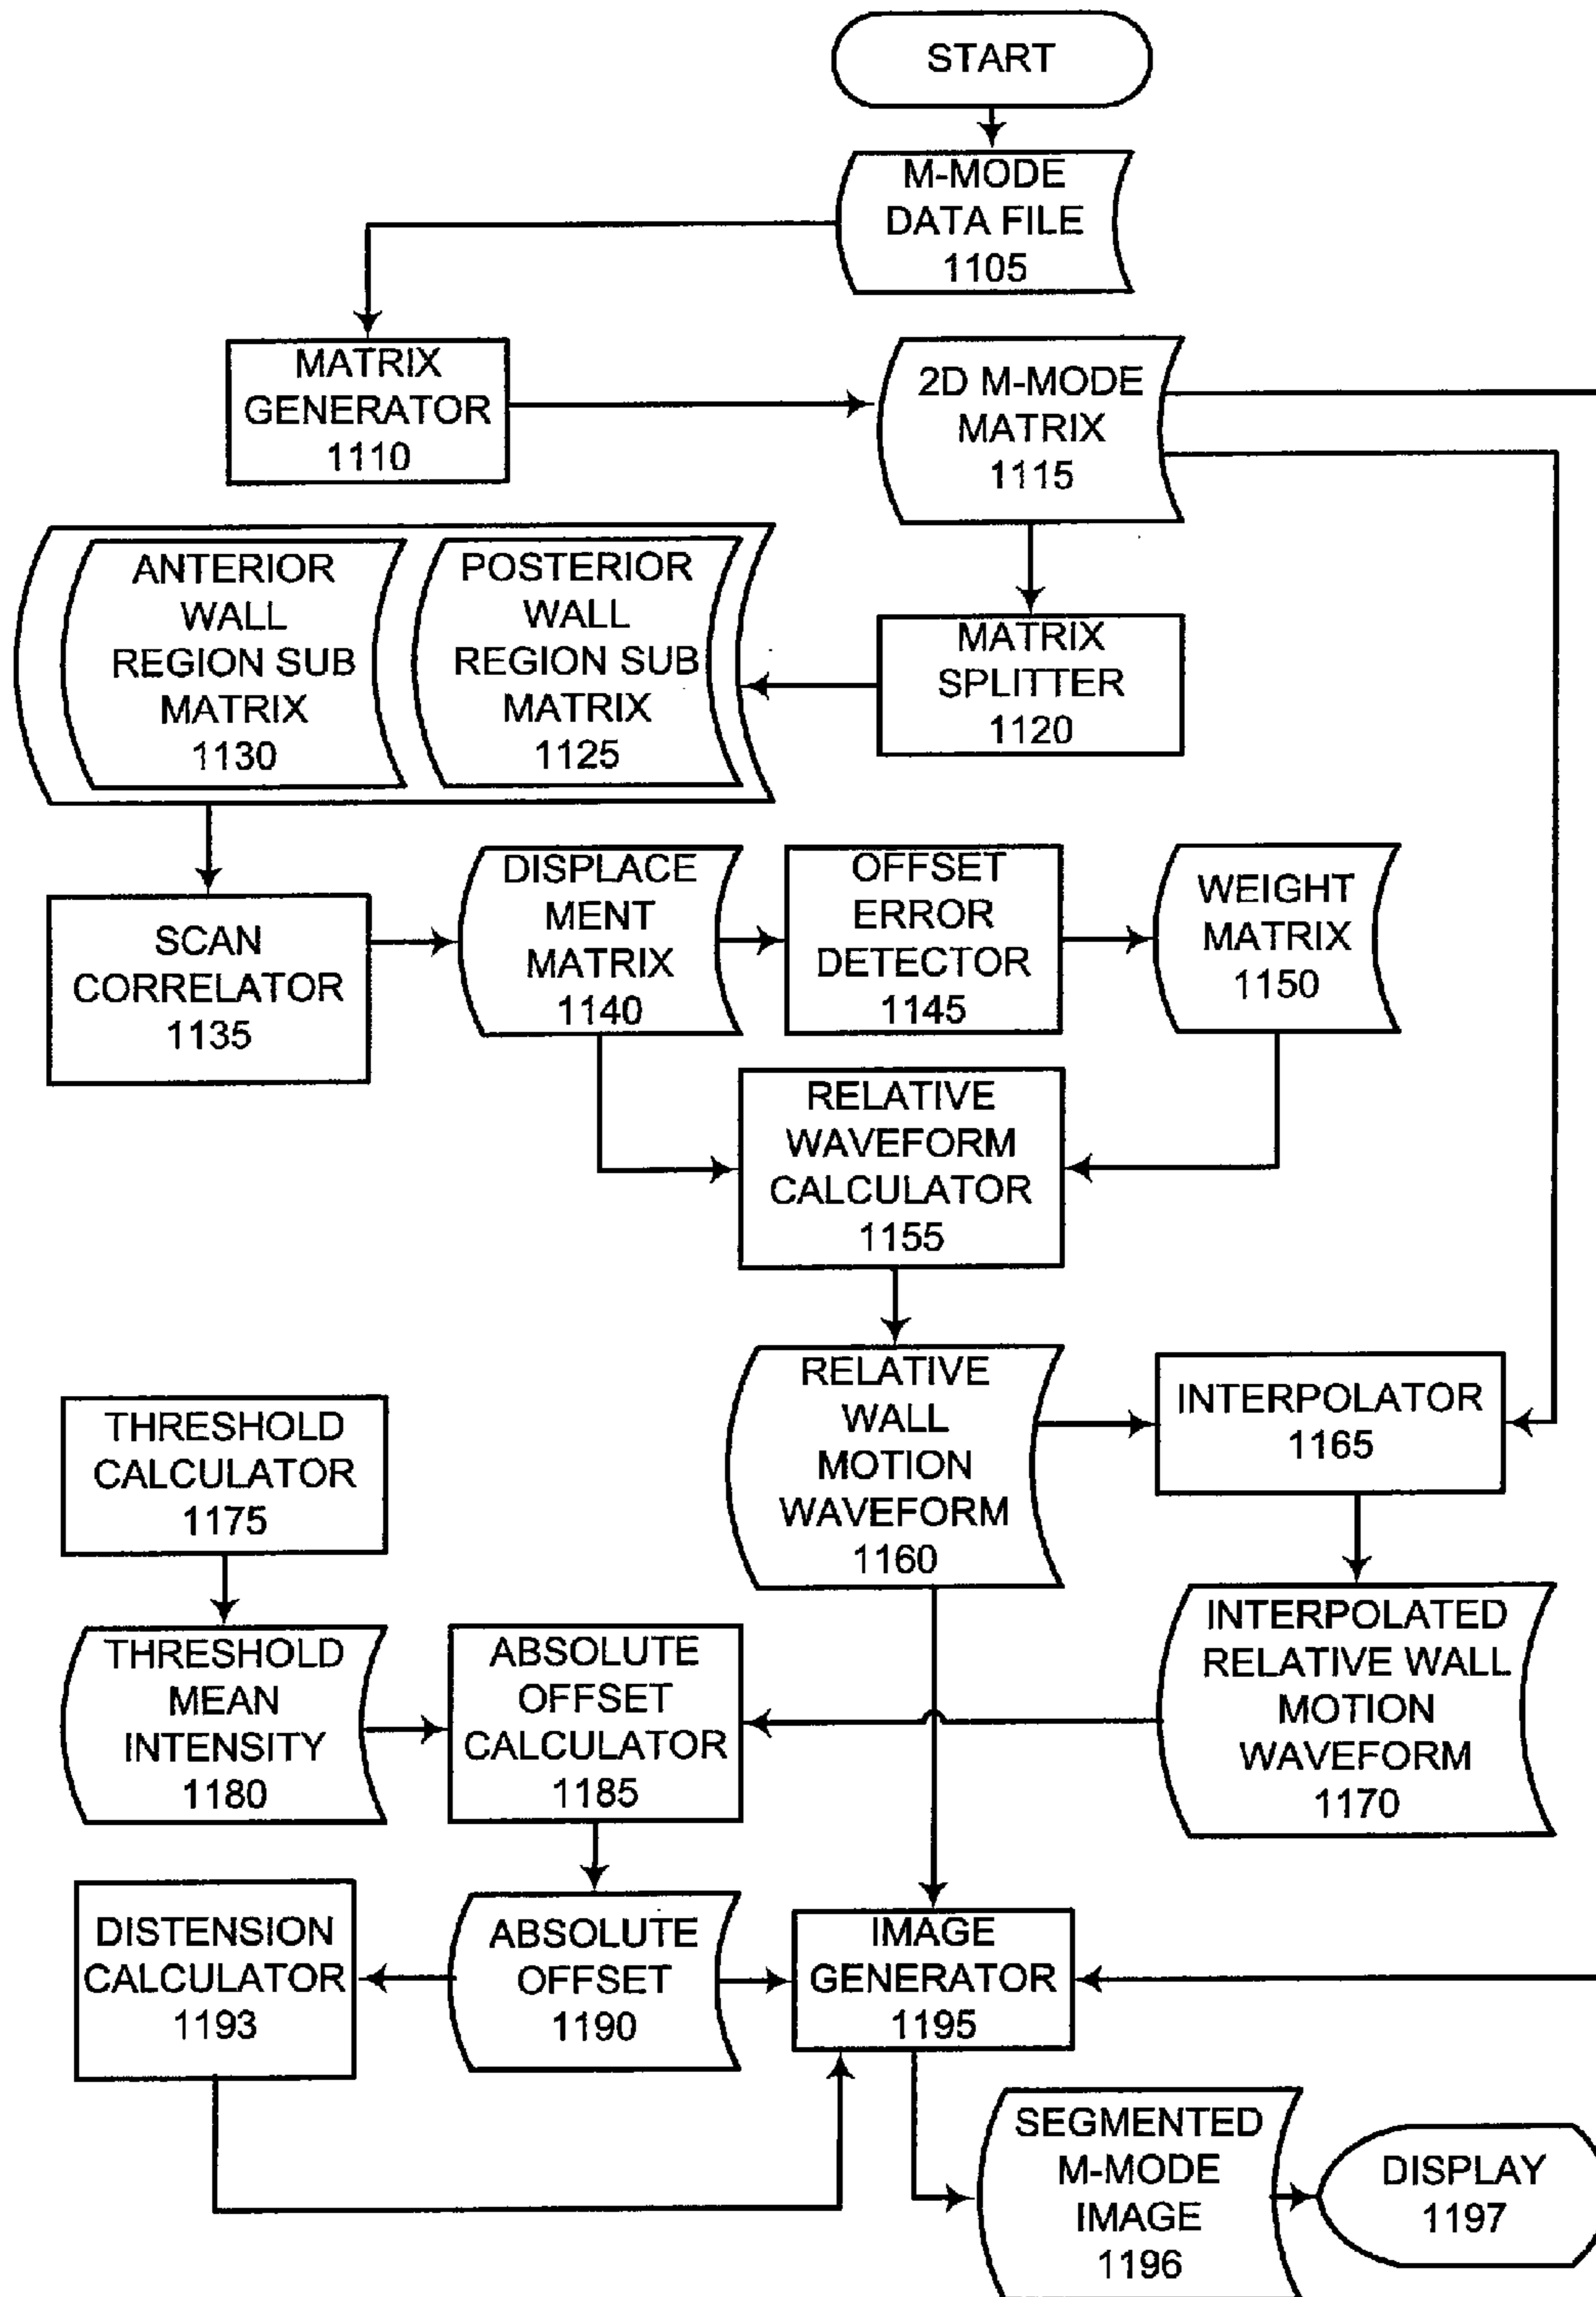 START
M-MODE
DATA FILE
1105
MATRIX
GENERATOR
1110
2D M-MODE
MATRIX
1115
ANTERIOR
WALL
REGION SUB
MATRIX
1130
POSTERIOR
WALL
REGION SUB
MATRIX
1125
MATRIX
SPLITTER
1120
SCAN
CORRELATOR
1135
DISPLACE
MENT
MATRIX
1140
OFFSET
ERROR
DETECTOR
1145
WEIGHT
MATRIX
1150
RELATIVE
WAVEFORM
CALCULATOR
1155
RELATIVE
WALL
MOTION
WAVEFORM
1160
INTERPOLATOR
1165
THRESHOLD
CALCULATOR
1175
THRESHOLD
MEAN
INTENSITY
1180
ABSOLUTE
OFFSET
CALCULATOR
1185
INTERPOLATED
RELATIVE WALL
MOTION
WAVEFORM
1170
DISTENSION
CALCULATOR
1193
ABSOLUTE
OFFSET
1190
IMAGE
GENERATOR
1195
SEGMENTED
M-MODE
IMAGE
1196
DISPLAY
1197